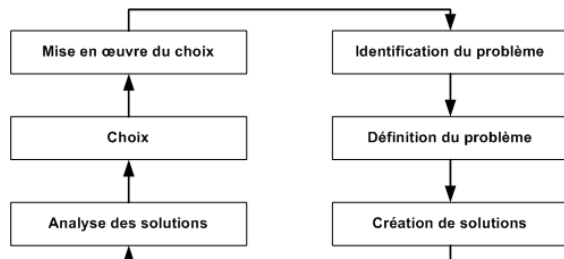 Mise en œuvre du choix
Identification du problème
Choix
Définition du problème
Analyse des solutions
Création de solutions